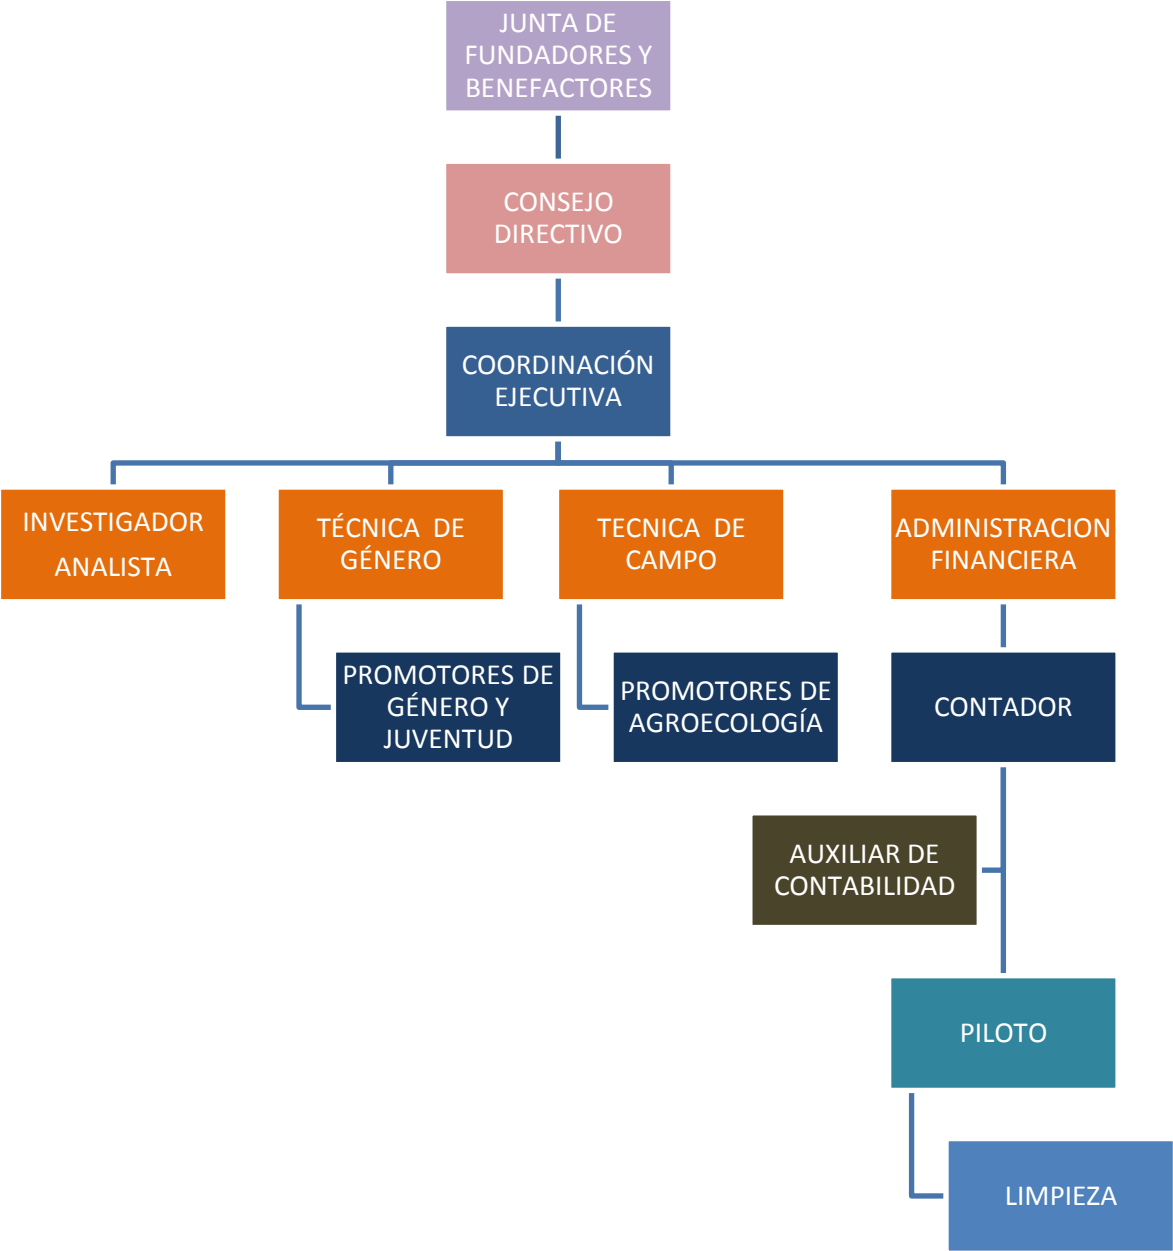 JUNTA DE
FUNDADORES Y
BENEFACTORES
CONSEJO
DIRECTIVO
COORDINACIÓN
EJECUTIVA
INVESTIGADOR
ANALISTA
TÉCNICA  DE
GÉNERO
TECNICA  DE
CAMPO
ADMINISTRACION
FINANCIERA
PROMOTORES DE
GÉNERO Y
JUVENTUD
PROMOTORES DE
AGROECOLOGÍA
CONTADOR
AUXILIAR DE
CONTABILIDAD
PILOTO
LIMPIEZA